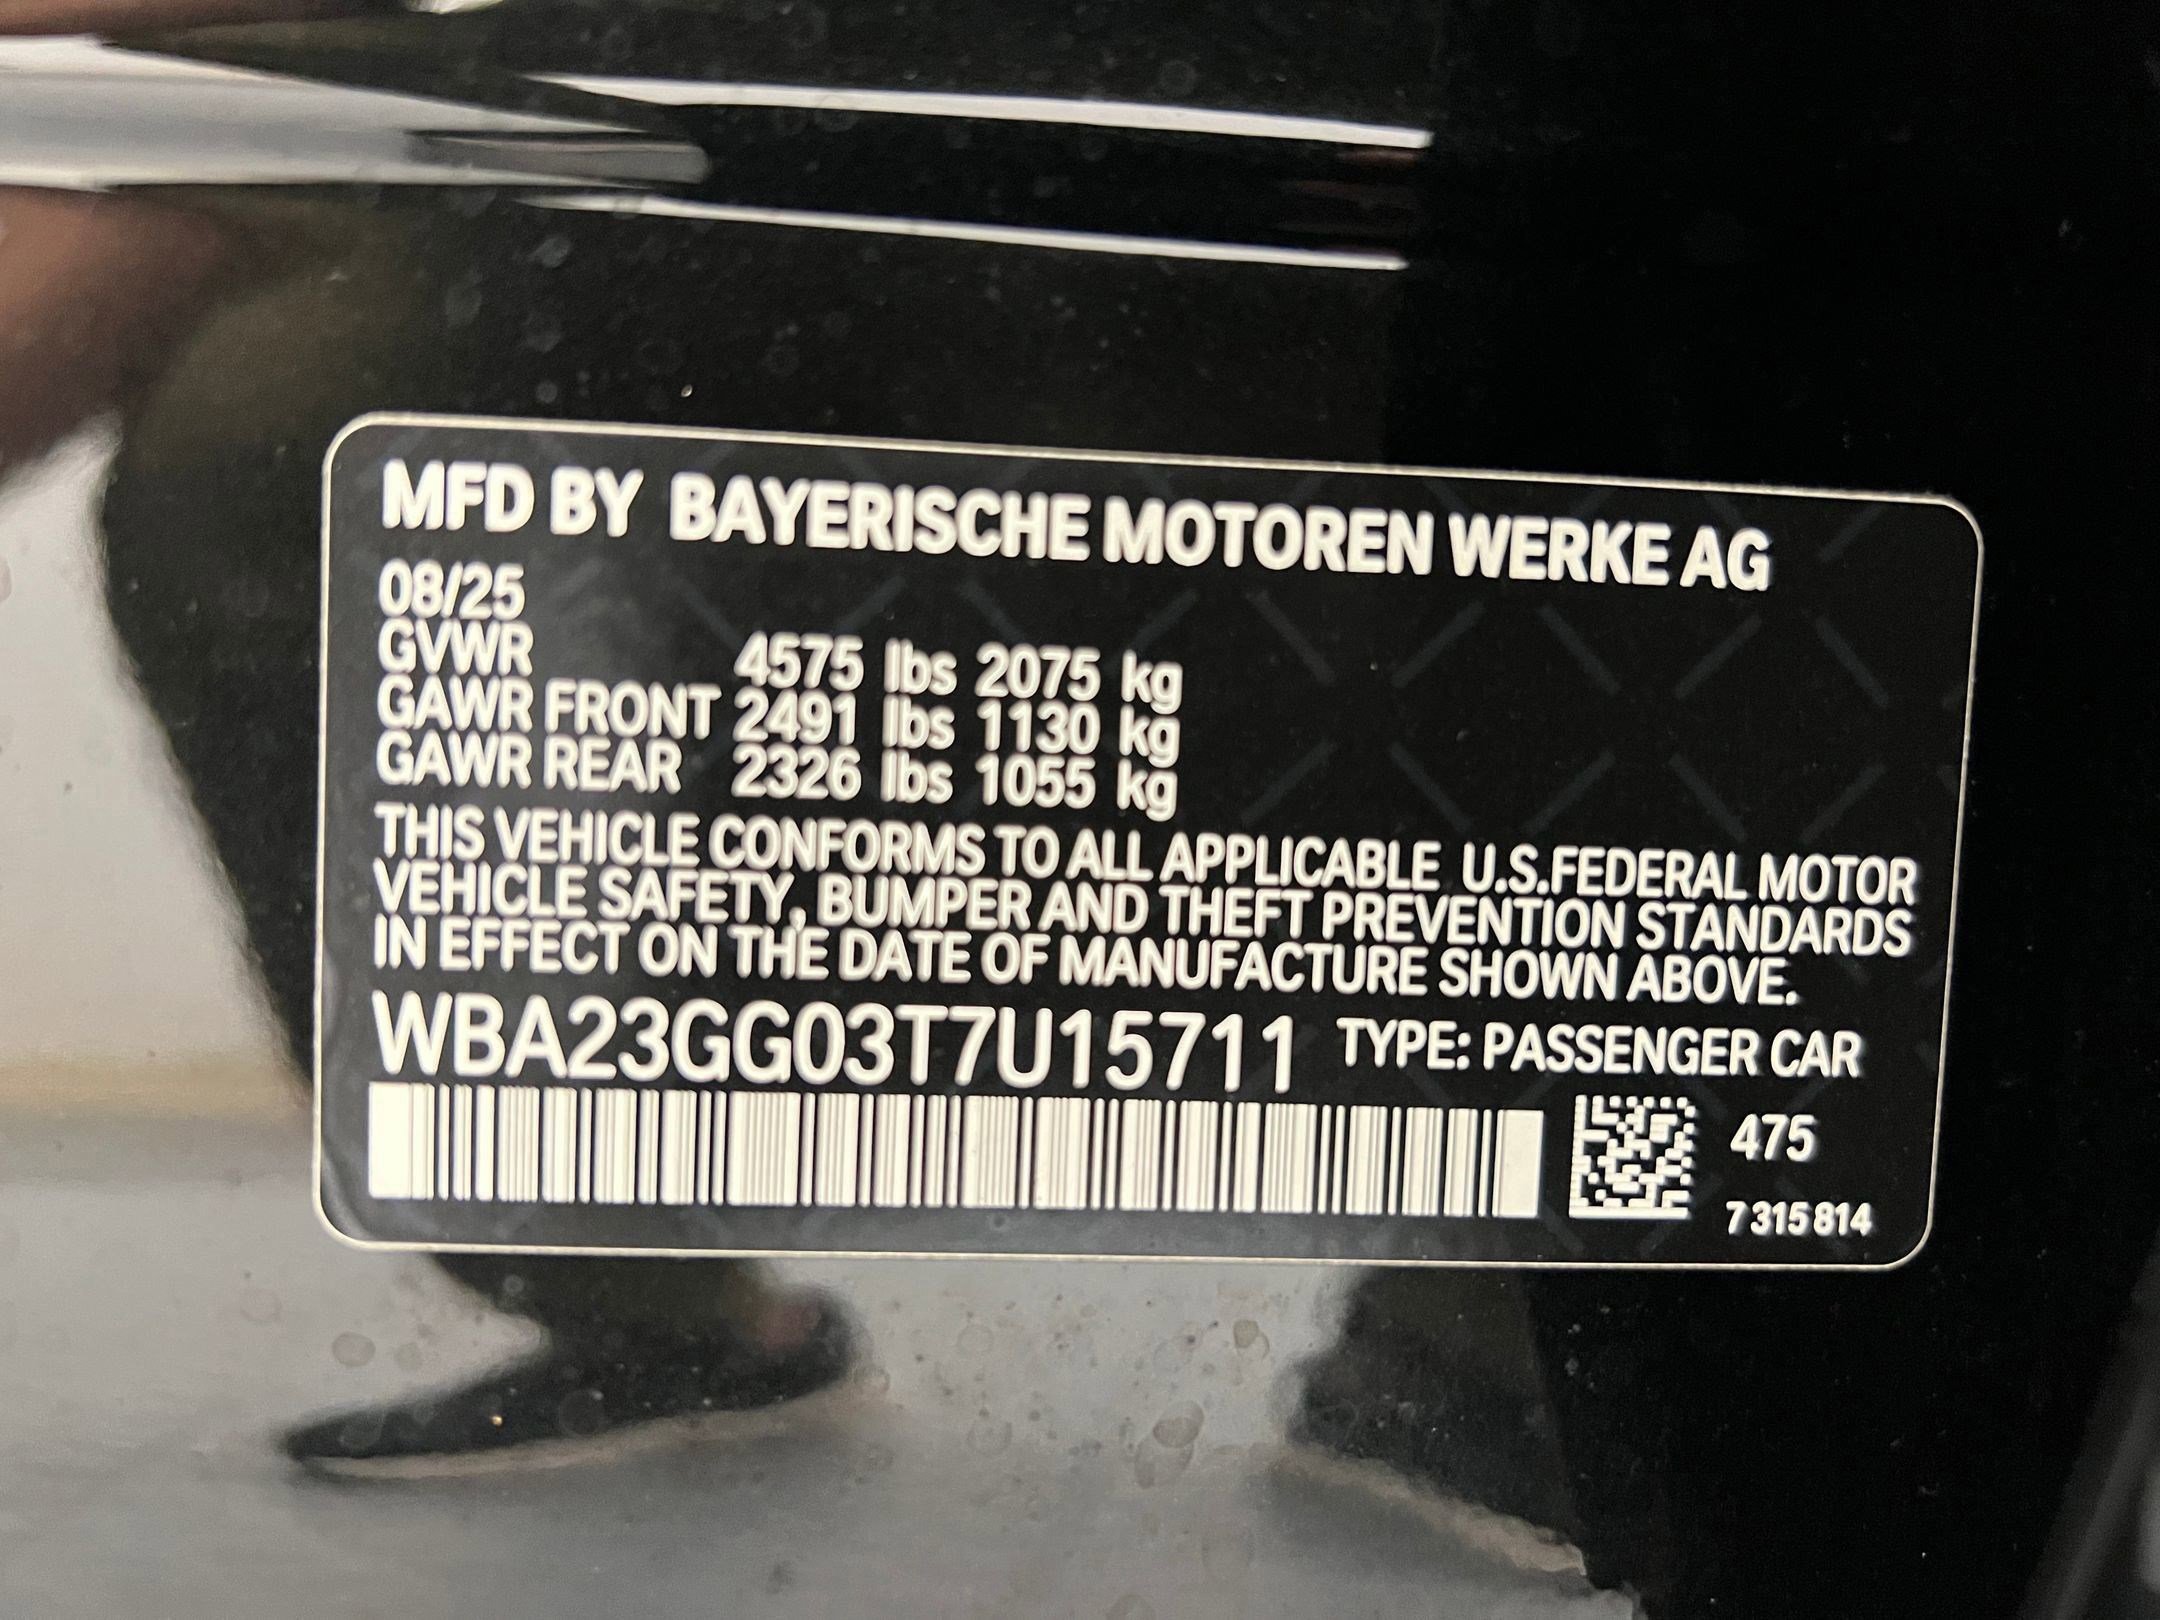 MFD BY BAYERISCHE MOTOREN WERKE AG
08/25
GVWR 4575 lbs 2075 kg
GAWR FRONT 2491 lbs 1130 kg
GAWR REAR 2326 lbs 1055 kg
THIS VEHICLE CONFORMS TO ALL APPLICABLE U.S.FEDERAL MOTOR
VEHICLE SAFETY, BUMPER AND THEFT PREVENTION STANDARDS
IN EFFECT ON THE DATE OF MANUFACTURE SHOWN ABOVE.
WBA23GG03T7U15711 TYPE: PASSENGER CAR
475
7 315 814